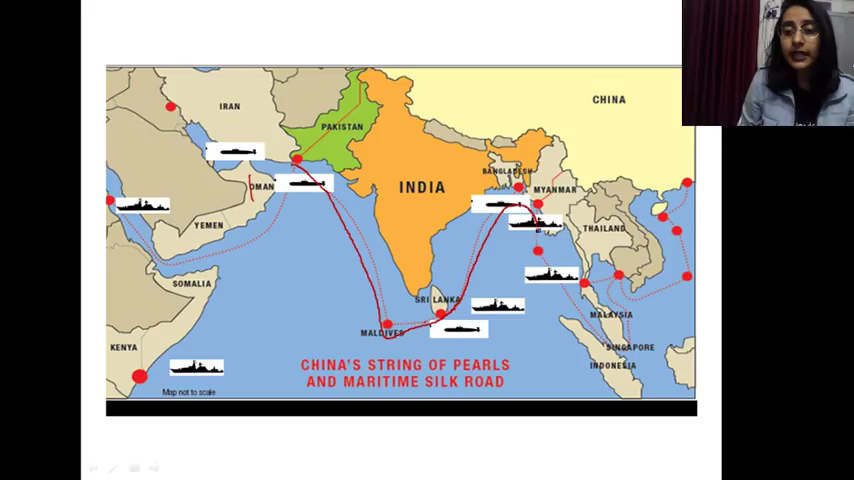 IRAN
CHINA
PAKISTAN
BANGLADESH
INDIA
OMAN
MYANMAR
YEMEN
THAILAND
SOMALIA
SRI LANKA
MALDIVES
MALAYSIA
KENYA
SINGAPORE
INDONESIA
CHINA'S STRING OF PEARLS
AND MARITIME SILK ROAD
Map not to scale